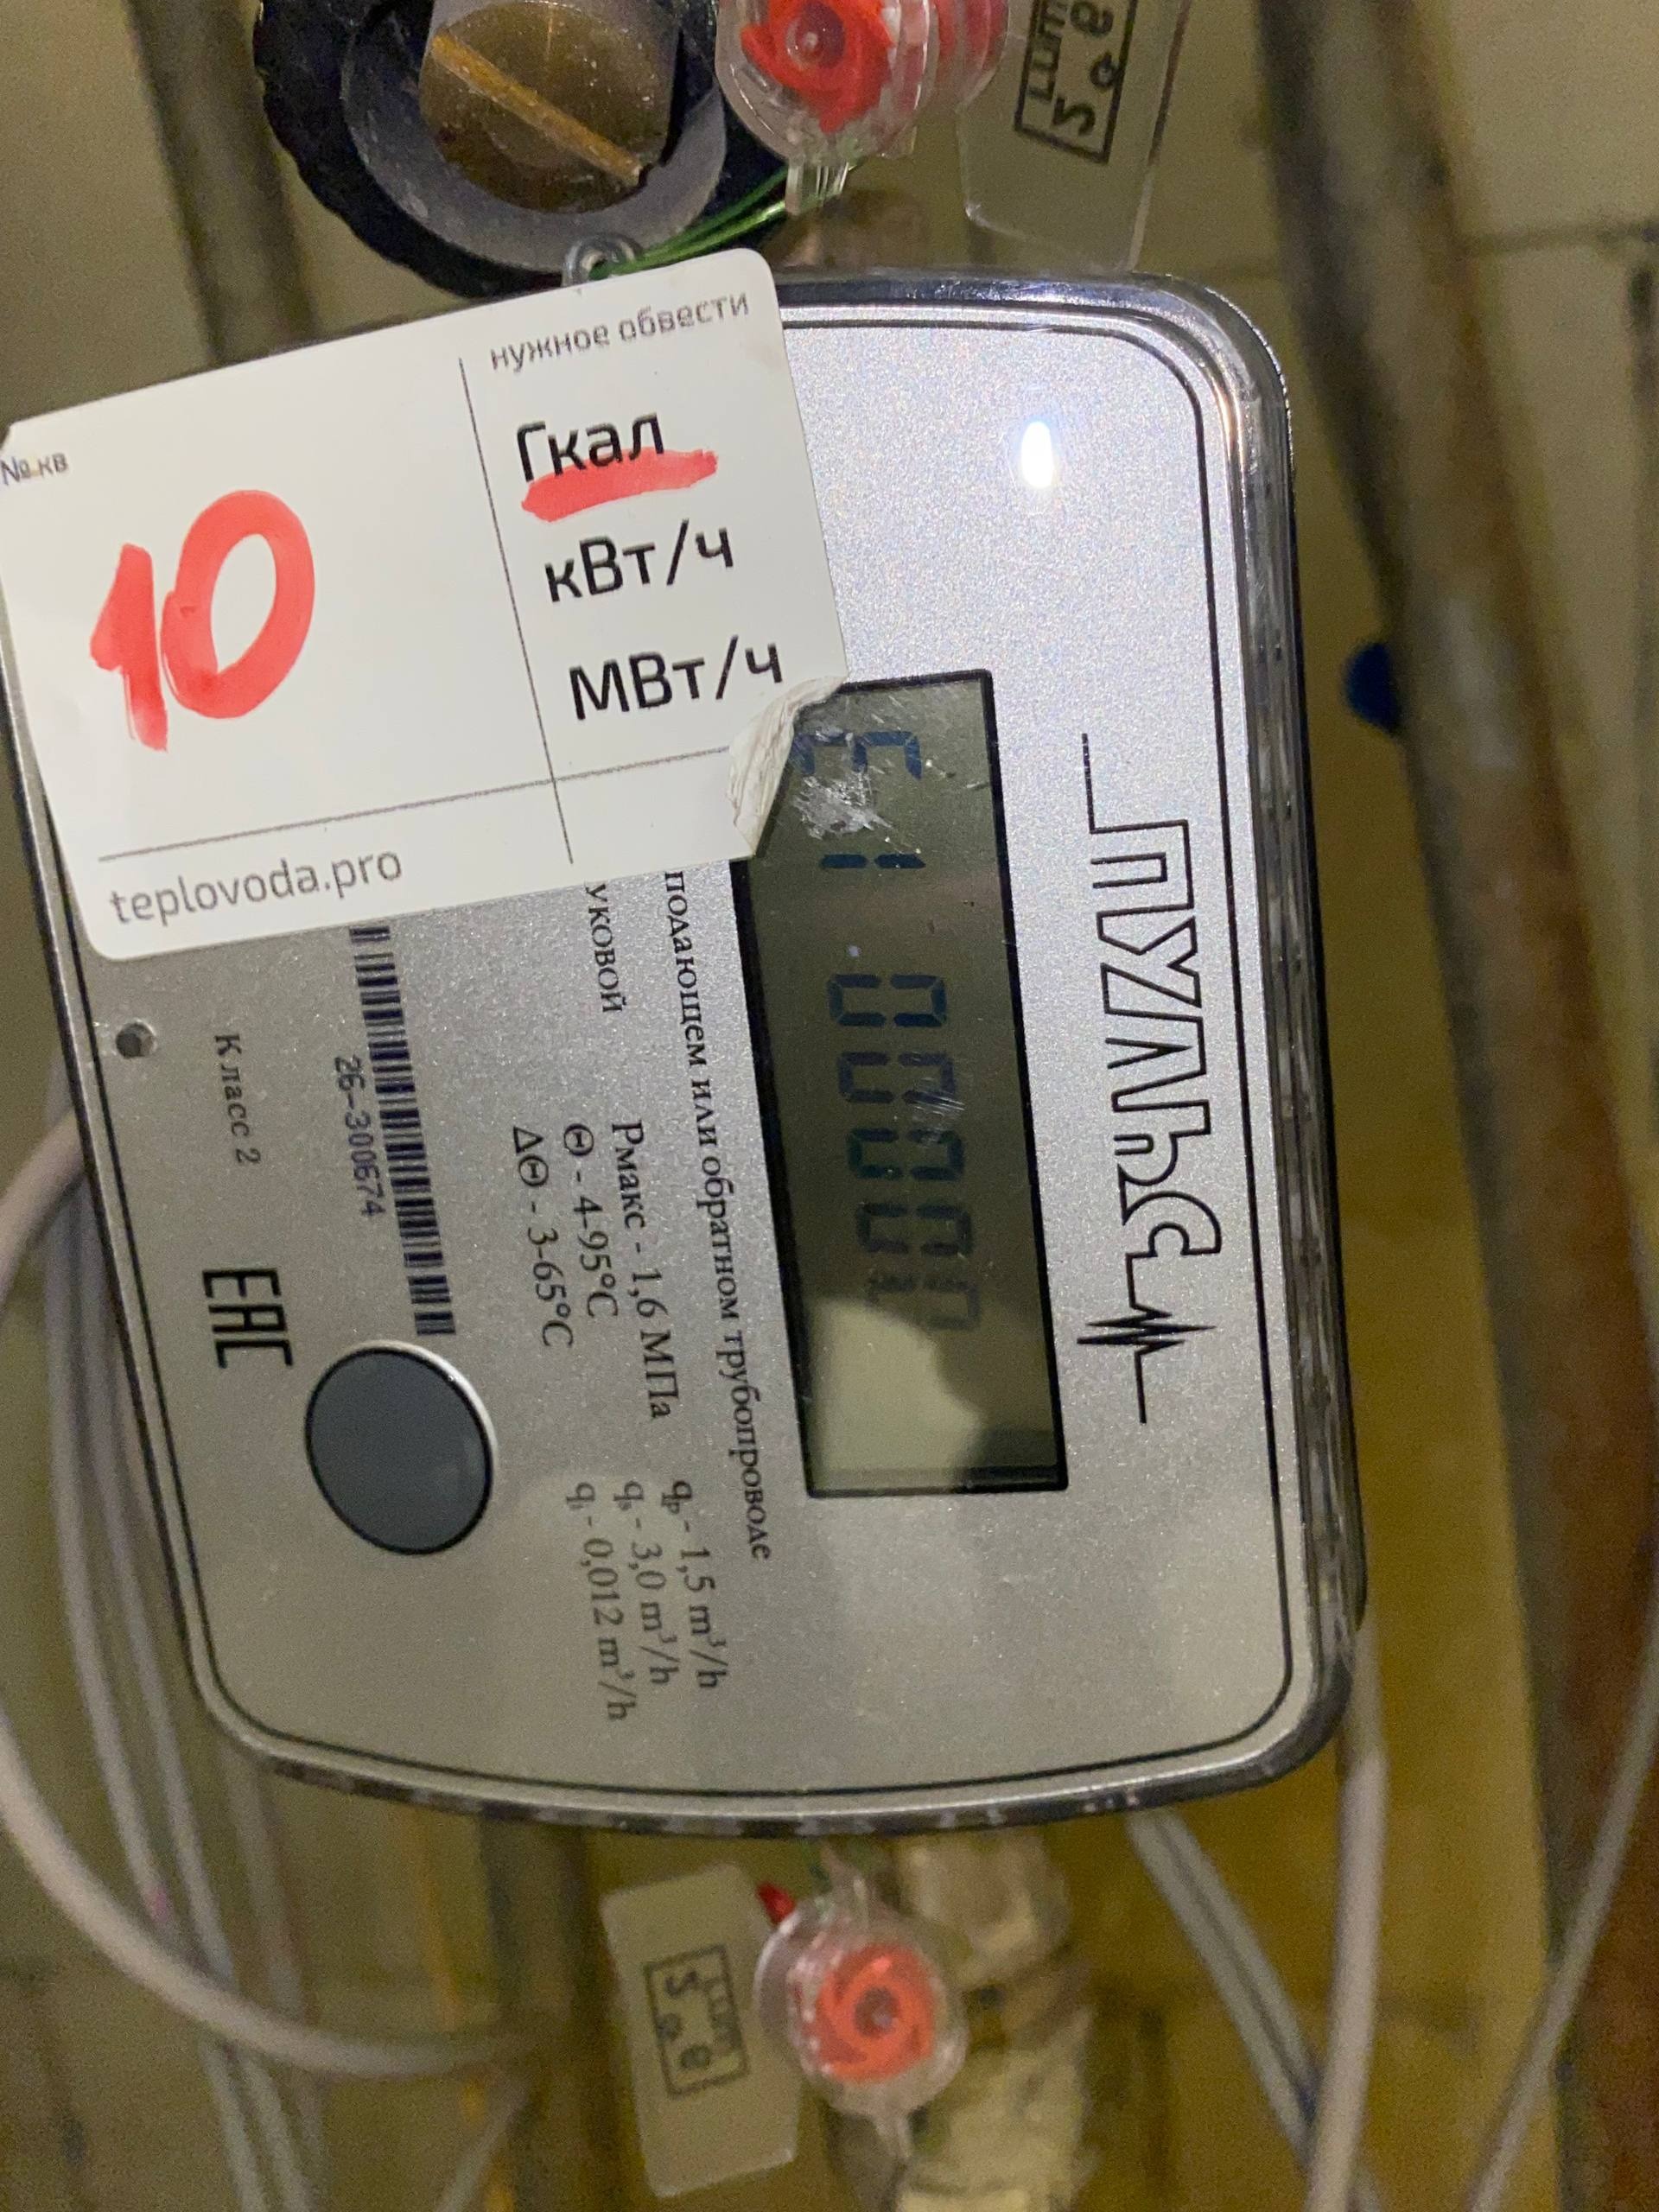 нужное обвести
№ кв
Гкал
10
кВт/ч
МВт/ч
teplovoda.pro
ПУЛЬС
подающем или обратном трубопроводе
уковой
Рмакс - 1,6 МПа
Θ - 4-95°C
ΔΘ - 3-65°C
qₚ - 1,5 m³/h
qₛ - 3,0 m³/h
qᵢ - 0,012 m³/h
26-300674
Класс 2
EAC